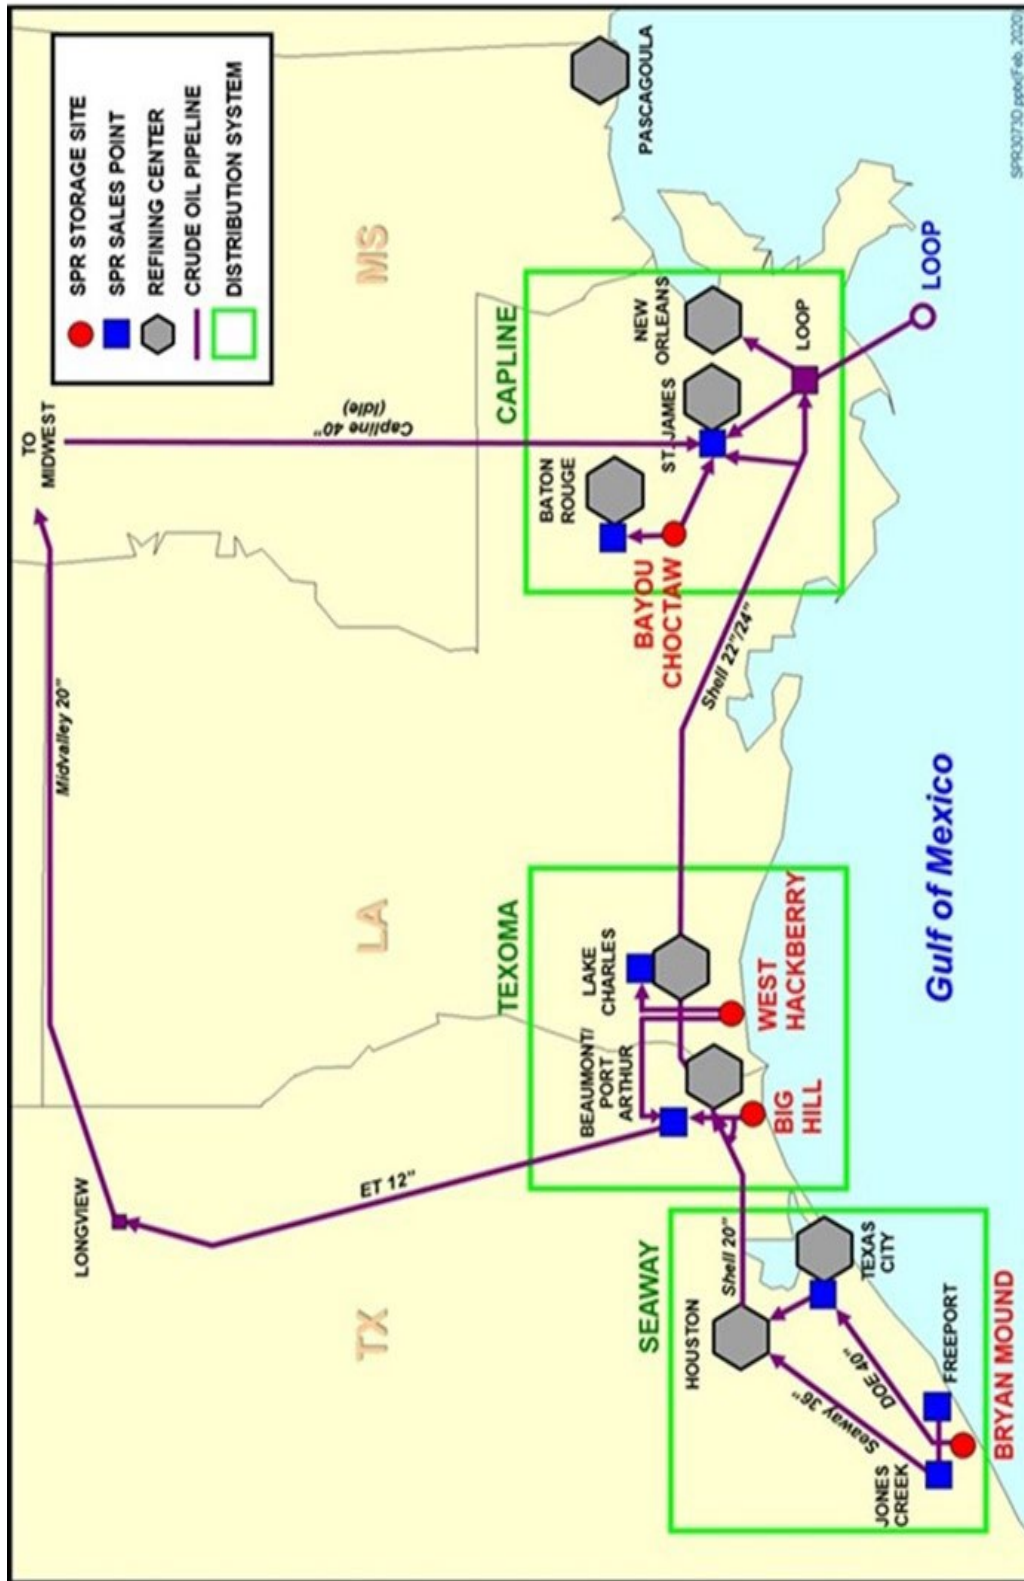 SPR STORAGE SITE
SPR SALES POINT
REFINING CENTER
CRUDE OIL PIPELINE
DISTRIBUTION SYSTEM
TO
MIDWEST
LONGVIEW
Midvalley 20"
ET 12"
Capline 40"
(Idle)
TX
LA
MS
SEAWAY
HOUSTON
Shell 20"
TEXAS
CITY
Seaway 36"
DOE 40"
JONES
CREEK
FREEPORT
BRYAN MOUND
TEXOMA
BEAUMONT/
PORT
ARTHUR
LAKE
CHARLES
BIG
HILL
WEST
HACKBERRY
Shell 22"/24"
CAPLINE
BATON
ROUGE
BAYOU
CHOCTAW
ST. JAMES
NEW
ORLEANS
LOOP
LOOP
PASCAGOULA
Gulf of Mexico
SPR3073D.pptx(Feb, 2020)